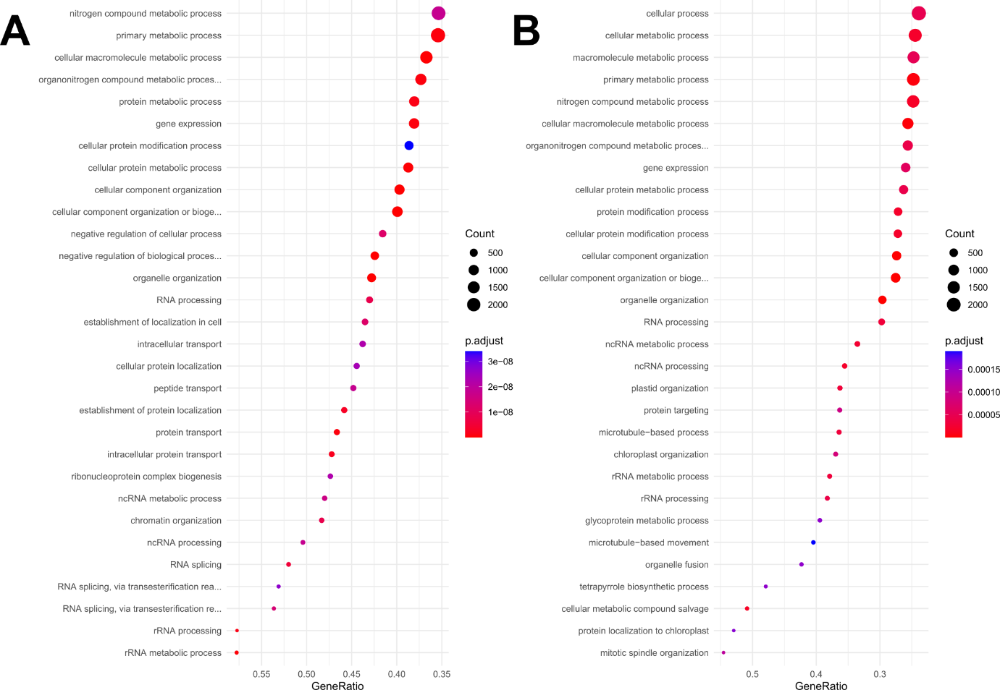 A
nitrogen compound metabolic process
primary metabolic process
cellular macromolecule metabolic process
organonitrogen compound metabolic proces...
protein metabolic process
gene expression
cellular protein modification process
cellular protein metabolic process
cellular component organization
cellular component organization or bioge...
negative regulation of cellular process
negative regulation of biological proces...
organelle organization
RNA processing
establishment of localization in cell
intracellular transport
cellular protein localization
peptide transport
establishment of protein localization
protein transport
intracellular protein transport
ribonucleoprotein complex biogenesis
ncRNA metabolic process
chromatin organization
ncRNA processing
RNA splicing
RNA splicing, via transesterification rea...
RNA splicing, via transesterification re...
rRNA processing
rRNA metabolic process
0.55 0.50 0.45 0.40 0.35
GeneRatio
Count
500
1000
1500
2000
p.adjust
3e−08
2e−08
1e−08
B
cellular process
cellular metabolic process
macromolecule metabolic process
primary metabolic process
nitrogen compound metabolic process
cellular macromolecule metabolic process
organonitrogen compound metabolic proces...
gene expression
cellular protein metabolic process
protein modification process
cellular protein modification process
cellular component organization
cellular component organization or bioge...
organelle organization
RNA processing
ncRNA metabolic process
ncRNA processing
plastid organization
protein targeting
microtubule−based process
chloroplast organization
rRNA metabolic process
rRNA processing
glycoprotein metabolic process
microtubule−based movement
organelle fusion
tetrapyrrole biosynthetic process
cellular metabolic compound salvage
protein localization to chloroplast
mitotic spindle organization
0.5 0.4 0.3
GeneRatio
Count
500
1000
1500
2000
p.adjust
0.00015
0.00010
0.00005